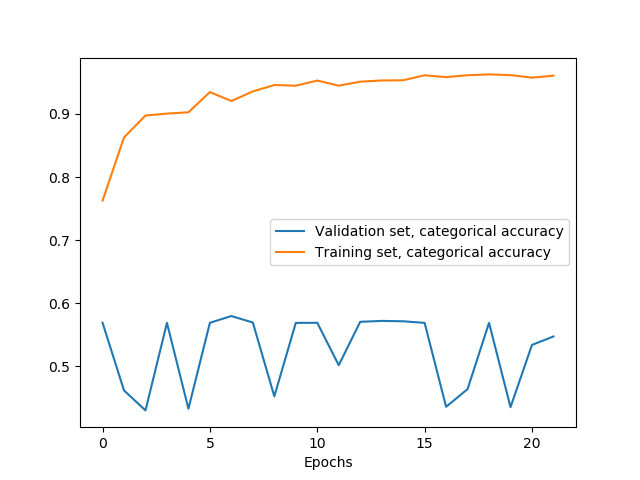 0.9
0.8
0.7
Validation set, categorical accuracy
Training set, categorical accuracy
0.6
0.5
0 5 10 15 20
Epochs